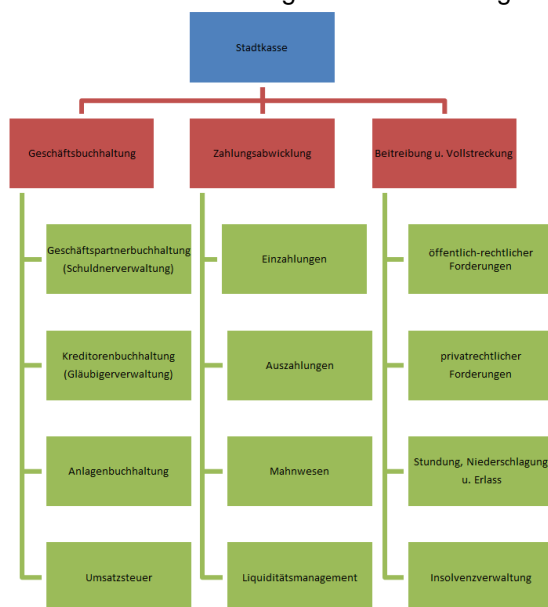 Stadtkasse
Geschäftsbuchhaltung
Zahlungsabwicklung
Beitreibung u. Vollstreckung
Geschäftspartnerbuchhaltung
(Schuldnerverwaltung)
Einzahlungen
öffentlich-rechtlicher
Forderungen
Kreditorenbuchhaltung
(Gläubigerverwaltung)
Auszahlungen
privatrechtlicher
Forderungen
Anlagenbuchhaltung
Mahnwesen
Stundung, Niederschlagung
u. Erlass
Umsatzsteuer
Liquiditätsmanagement
Insolvenzverwaltung